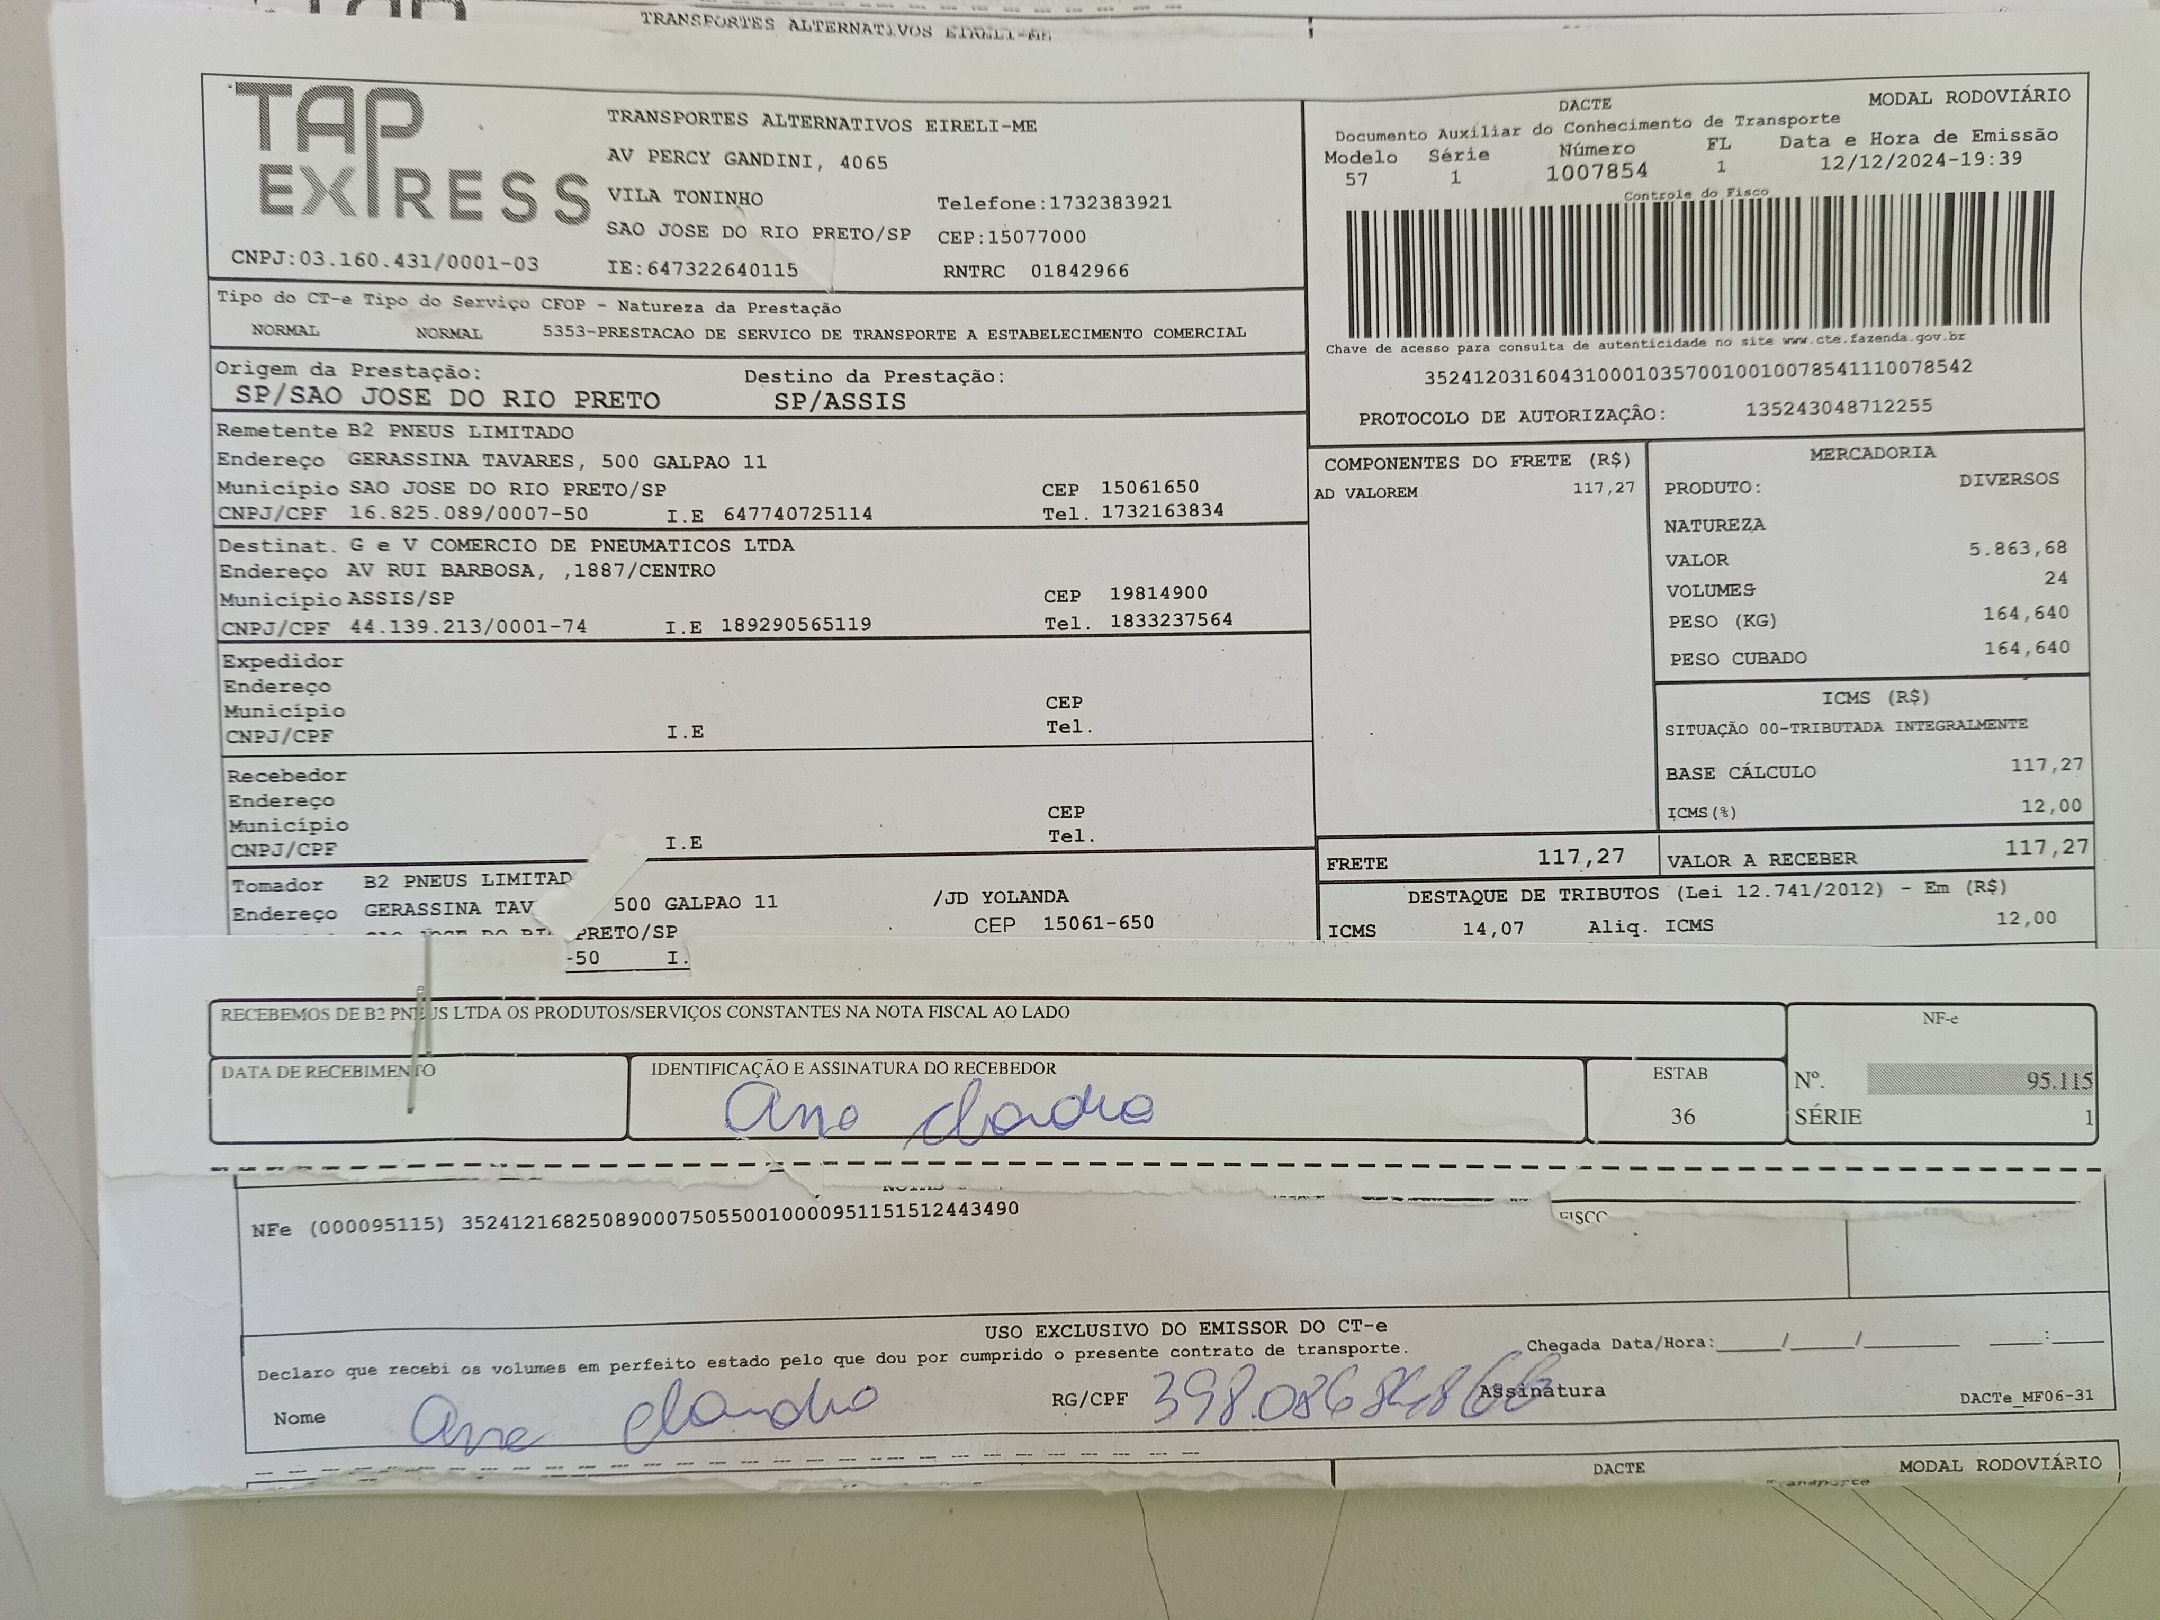 TRANSPORTES ALTERNATIVOS EIRELI-ME
TAP EXPRESS
TRANSPORTES ALTERNATIVOS EIRELI-ME
AV PERCY GANDINI, 4065
VILA TONINHO Telefone:1732383921
SAO JOSE DO RIO PRETO/SP CEP:15077000
CNPJ:03.160.431/0001-03 IE:647322640115 RNTRC 01842966
DACTE MODAL RODOVIÁRIO
Documento Auxiliar do Conhecimento de Transporte
Modelo Série Número FL Data e Hora de Emissão
57 1 1007854 1 12/12/2024-19:39
Controle do Fisco
Chave de acesso para consulta de autenticidade no site www.cte.fazenda.gov.br
35241203160431000103570010010078541110078542
PROTOCOLO DE AUTORIZAÇÃO: 135243048712255
Tipo do CT-e Tipo do Serviço CFOP - Natureza da Prestação
NORMAL NORMAL 5353-PRESTACAO DE SERVICO DE TRANSPORTE A ESTABELECIMENTO COMERCIAL
Origem da Prestação: Destino da Prestação:
SP/SAO JOSE DO RIO PRETO SP/ASSIS
Remetente B2 PNEUS LIMITADO
Endereço GERASSINA TAVARES, 500 GALPAO 11
Município SAO JOSE DO RIO PRETO/SP CEP 15061650
CNPJ/CPF 16.825.089/0007-50 I.E 647740725114 Tel. 1732163834
Destinat. G e V COMERCIO DE PNEUMATICOS LTDA
Endereço AV RUI BARBOSA, ,1887/CENTRO
Município ASSIS/SP CEP 19814900
CNPJ/CPF 44.139.213/0001-74 I.E 189290565119 Tel. 1833237564
Expedidor
Endereço
Município CEP
CNPJ/CPF I.E Tel.
Recebedor
Endereço
Município CEP
CNPJ/CPF I.E Tel.
Tomador B2 PNEUS LIMITAD
Endereço GERASSINA TAV 500 GALPAO 11 /JD YOLANDA
PRETO/SP CEP 15061-650
-50 I.
COMPONENTES DO FRETE (R$)
AD VALOREM 117,27
MERCADORIA
PRODUTO: DIVERSOS
NATUREZA
VALOR 5.863,68
VOLUMES 24
PESO (KG) 164,640
PESO CUBADO 164,640
ICMS (R$)
SITUAÇÃO 00-TRIBUTADA INTEGRALMENTE
BASE CÁLCULO 117,27
ICMS(%) 12,00
FRETE 117,27 VALOR A RECEBER 117,27
DESTAQUE DE TRIBUTOS (Lei 12.741/2012) - Em (R$)
ICMS 14,07 Aliq. ICMS 12,00
RECEBEMOS DE B2 PNEUS LTDA OS PRODUTOS/SERVIÇOS CONSTANTES NA NOTA FISCAL AO LADO
DATA DE RECEBIMENTO
IDENTIFICAÇÃO E ASSINATURA DO RECEBEDOR
Ana Claudia
ESTAB
36
NF-e
Nº. 95.115
SÉRIE 1
NFe (000095115) 35241216825089000750550010000951151512443490
FISCO
USO EXCLUSIVO DO EMISSOR DO CT-e
Declaro que recebi os volumes em perfeito estado pelo que dou por cumprido o presente contrato de transporte. Chegada Data/Hora:____/____/____ ___:___
Nome Ana Claudia RG/CPF Assinatura DACTe_MF06-31
DACTE MODAL RODOVIÁRIO